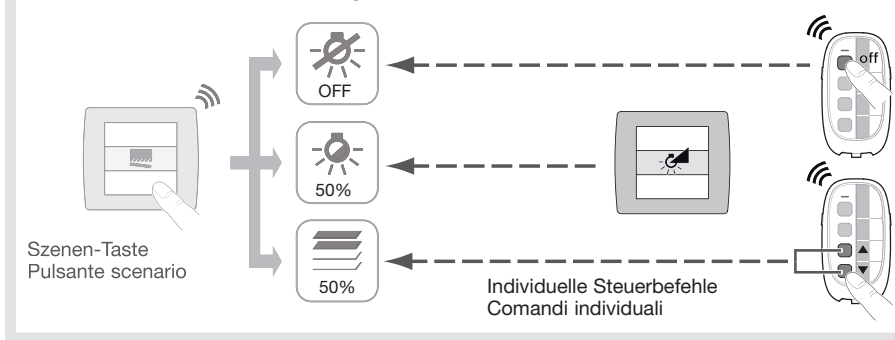 OFF
off
50%
50%
Szenen-Taste
Pulsante scenario
Individuelle Steuerbefehle
Comandi individuali